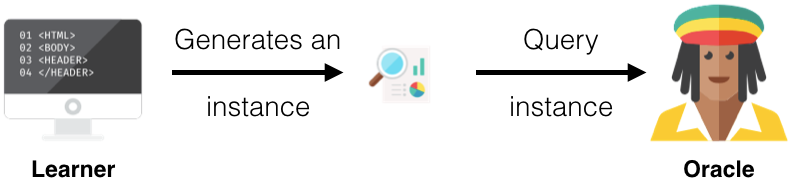 01 <HTML>
02 <BODY>
03 <HEADER>
04 </HEADER>
Generates an
instance
Query
instance
Learner
Oracle